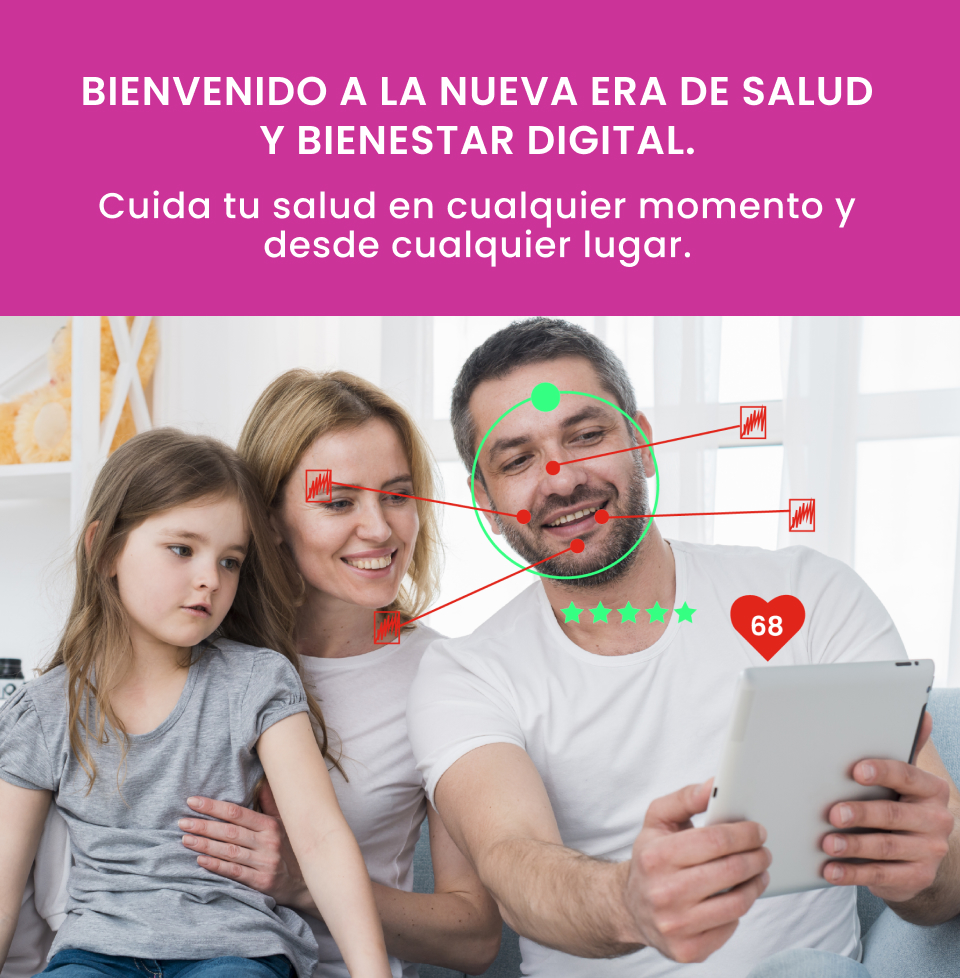 BIENVENIDO A LA NUEVA ERA DE SALUD
Y BIENESTAR DIGITAL.
Cuida tu salud en cualquier momento y
desde cualquier lugar.
68